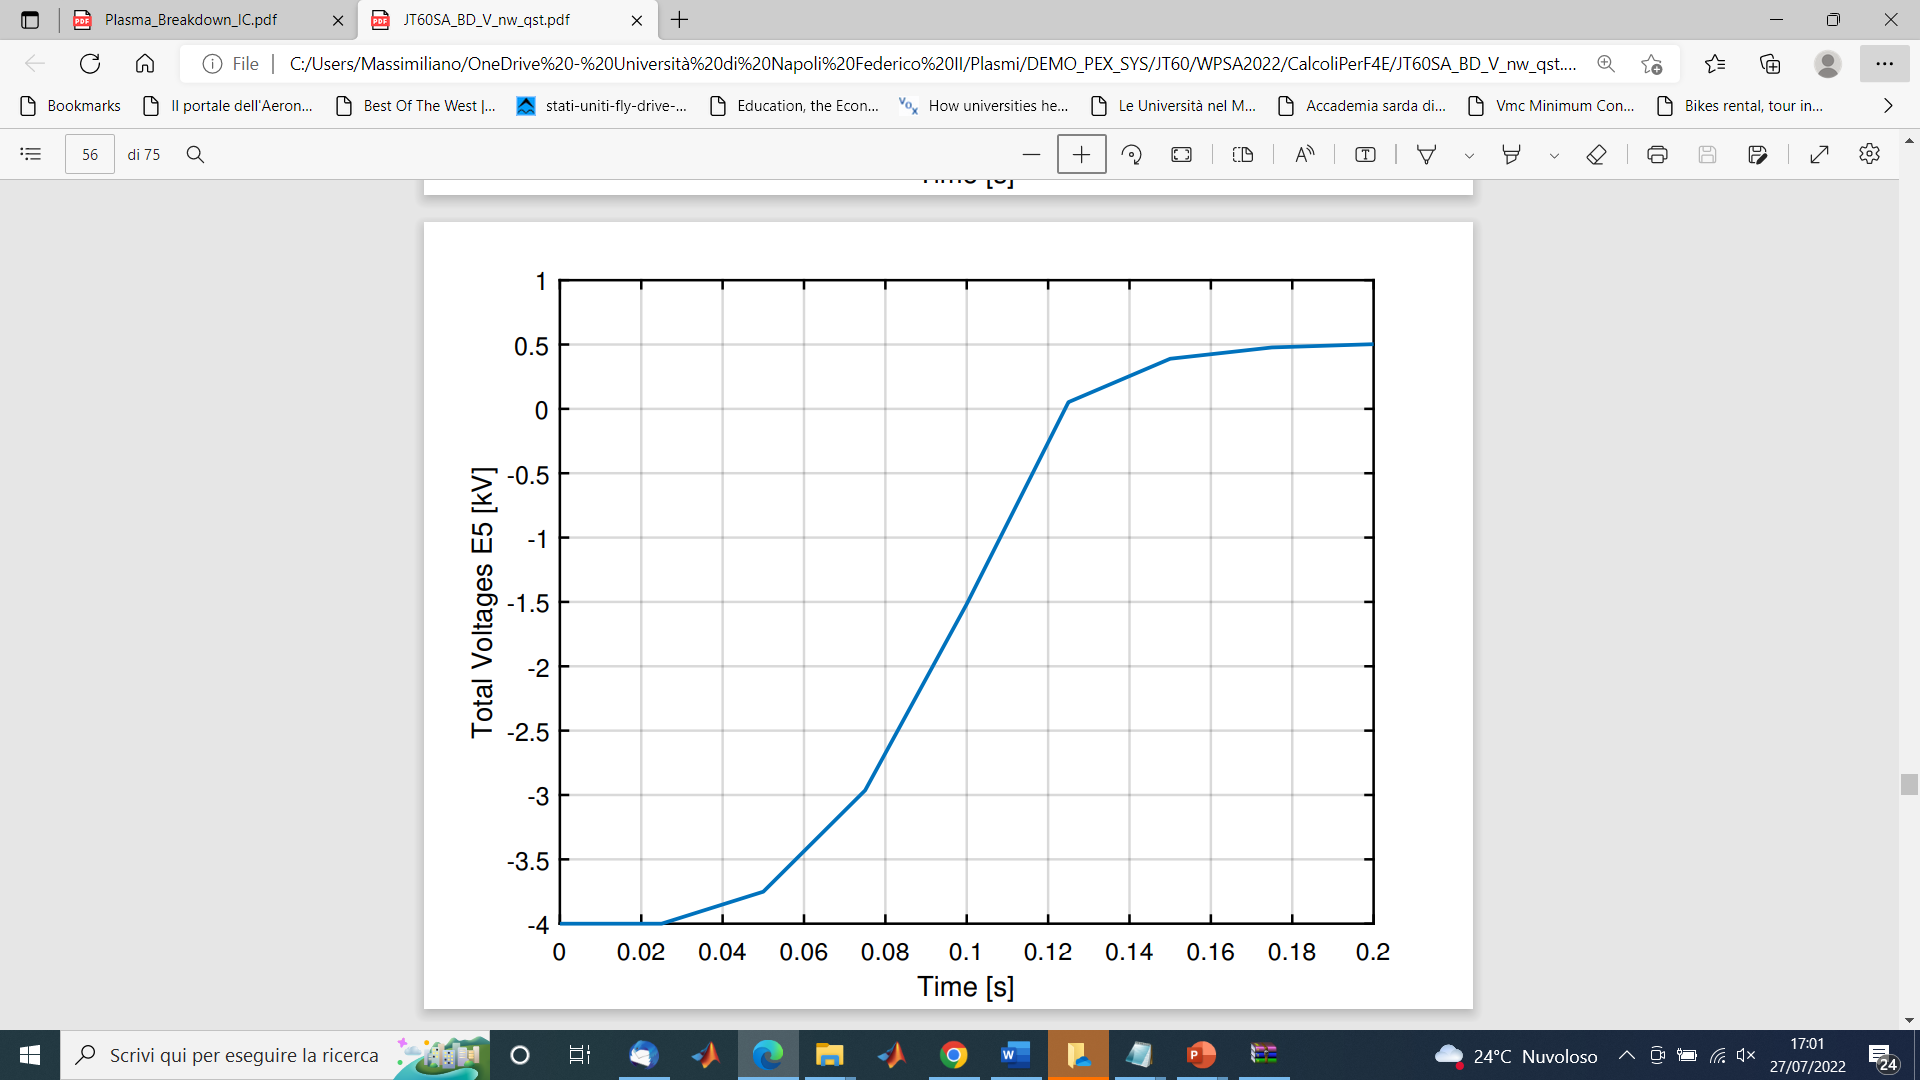 Plasma_Breakdown_IC.pdf
JT60SA_BD_V_nw_qst.pdf
File
C:/Users/Massimiliano/OneDrive%20-%20Università%20di%20Napoli%20Federico%20II/Plasmi/DEMO_PEX_SYS/JT60/WPSA2022/CalcoliPerF4E/JT60SA_BD_V_nw_qst....
Bookmarks
Il portale dell'Aeron...
Best Of The West |...
stati-uniti-fly-drive-...
Education, the Econ...
How universities he...
Le Università nel M...
Accademia sarda di...
Vmc Minimum Con...
Bikes rental, tour in...
56 di 75
1
0.5
0
-0.5
-1
-1.5
-2
-2.5
-3
-3.5
-4
Total Voltages E5 [kV]
0 0.02 0.04 0.06 0.08 0.1 0.12 0.14 0.16 0.18 0.2
Time [s]
Scrivi qui per eseguire la ricerca
24°C Nuvoloso
17:01
27/07/2022
24